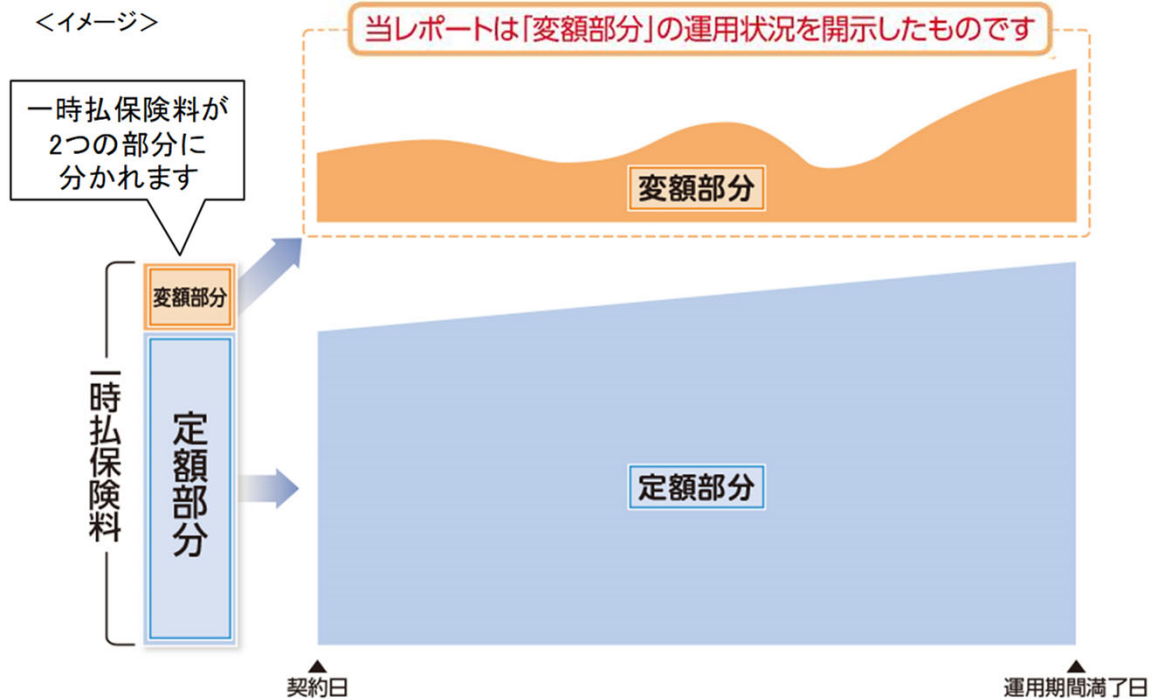 ＜イメージ＞
当レポートは「変額部分」の運用状況を開示したものです
一時払保険料が
2つの部分に
分かれます
変額部分
変額部分
一時払保険料
定額部分
定額部分
▲
契約日
▲
運用期間満了日